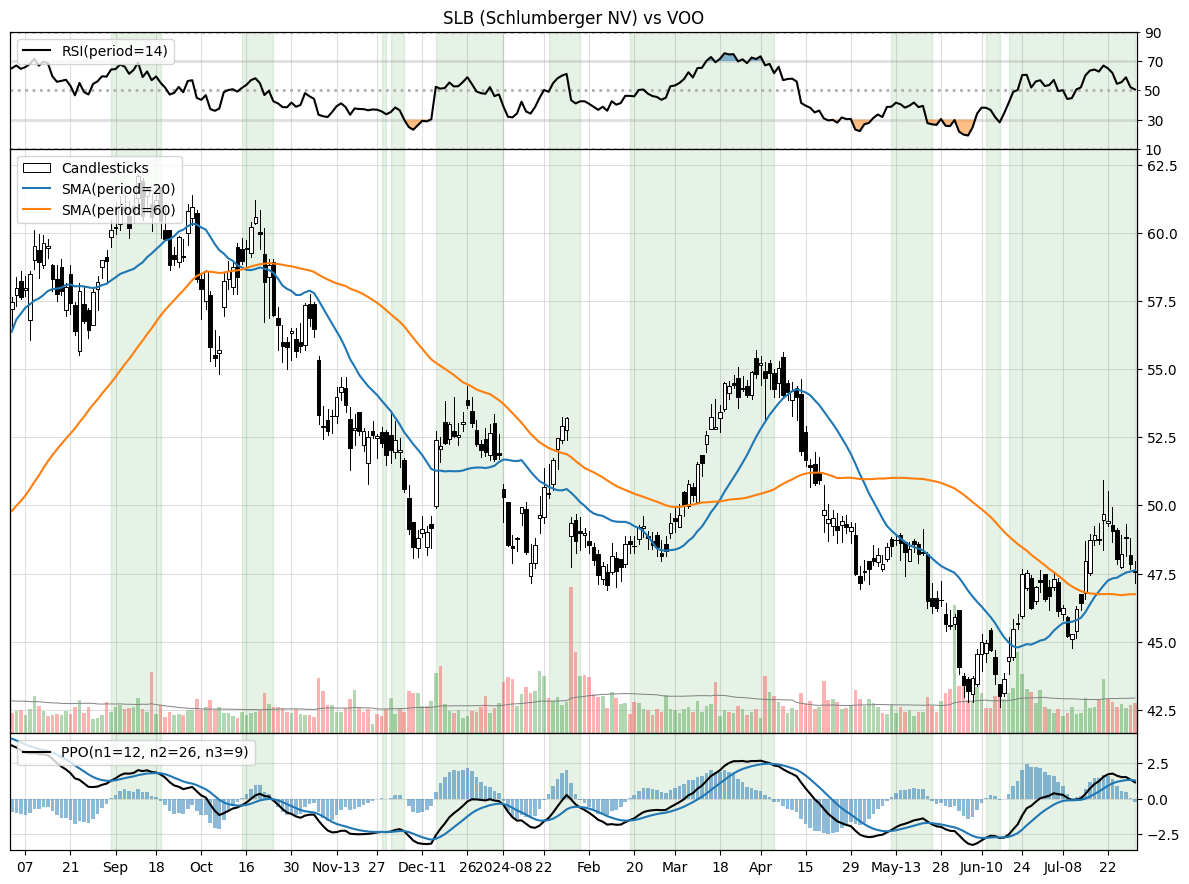 SLB (Schlumberger NV) vs VOO
RSI(period=14)
90
70
50
30
10
Candlesticks
SMA(period=20)
SMA(period=60)
62.5
60.0
57.5
55.0
52.5
50.0
47.5
45.0
42.5
PPO(n1=12, n2=26, n3=9)
2.5
0.0
−2.5
07 21 Sep 18 Oct 16 30 Nov-13 27 Dec-11 26 2024-08 22 Feb 20 Mar 18 Apr 15 29 May-13 28 Jun-10 24 Jul-08 22